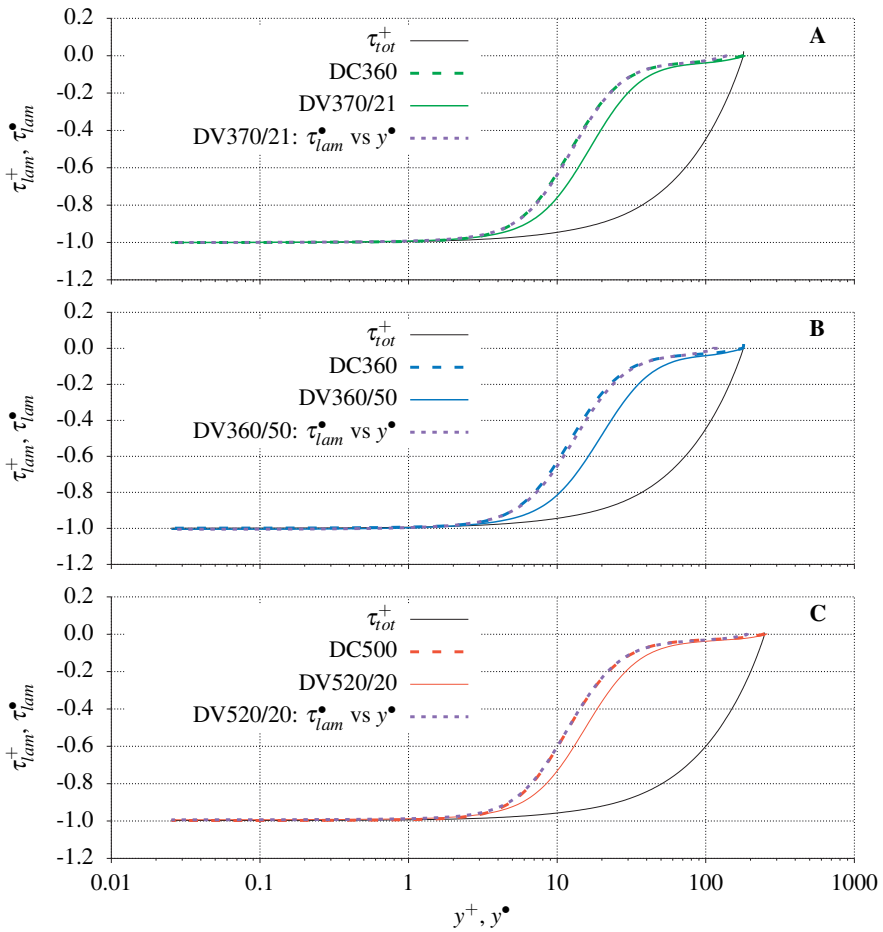 0.2
A
τ⁺tot
0.0
DC360
-0.2
DV370/21
-0.4
DV370/21: τ•lam vs y•
-0.6
-0.8
-1.0
-1.2
τ⁺lam, τ•lam
0.2
B
τ⁺tot
0.0
DC360
-0.2
DV360/50
-0.4
DV360/50: τ•lam vs y•
-0.6
-0.8
-1.0
-1.2
τ⁺lam, τ•lam
0.2
C
τ⁺tot
0.0
DC500
-0.2
DV520/20
-0.4
DV520/20: τ•lam vs y•
-0.6
-0.8
-1.0
-1.2
τ⁺lam, τ•lam
0.01 0.1 1 10 100 1000
y⁺, y•